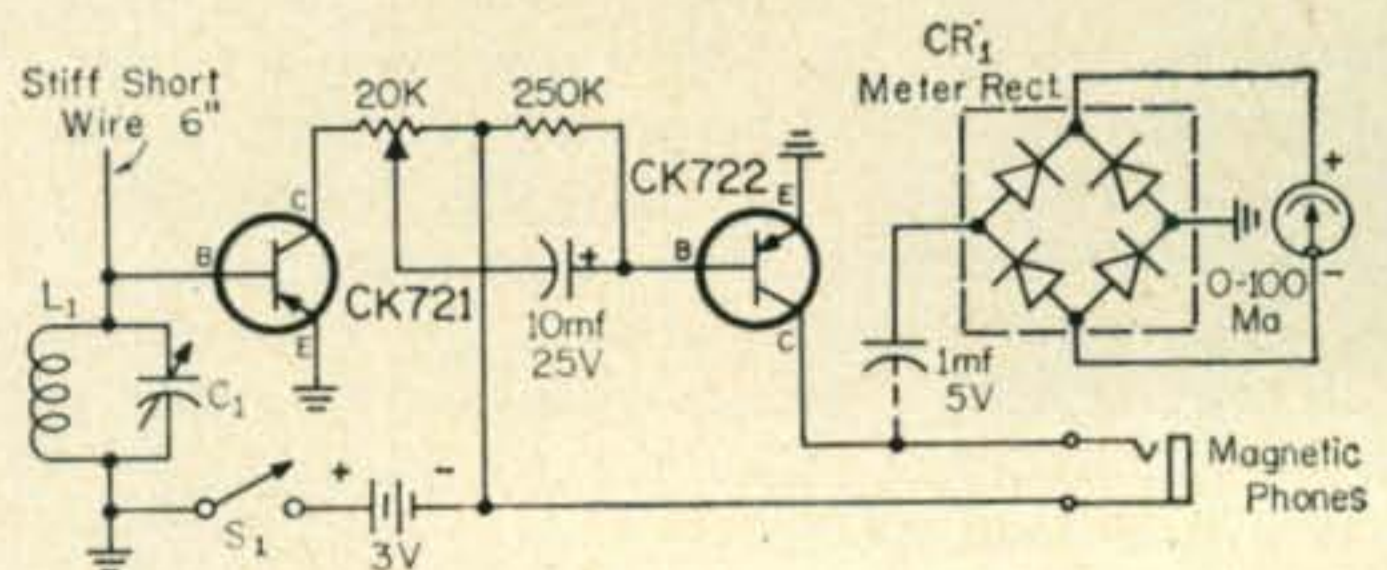 Stiff Short
Wire 6"
20K
250K
CR1
Meter Rect.
C
B
E
CK721
CK722
E
B
C
10mf
25V
+
L1
C1
S1
+
-
3V
1mf
5V
+
-
0-100
Ma
Magnetic
Phones